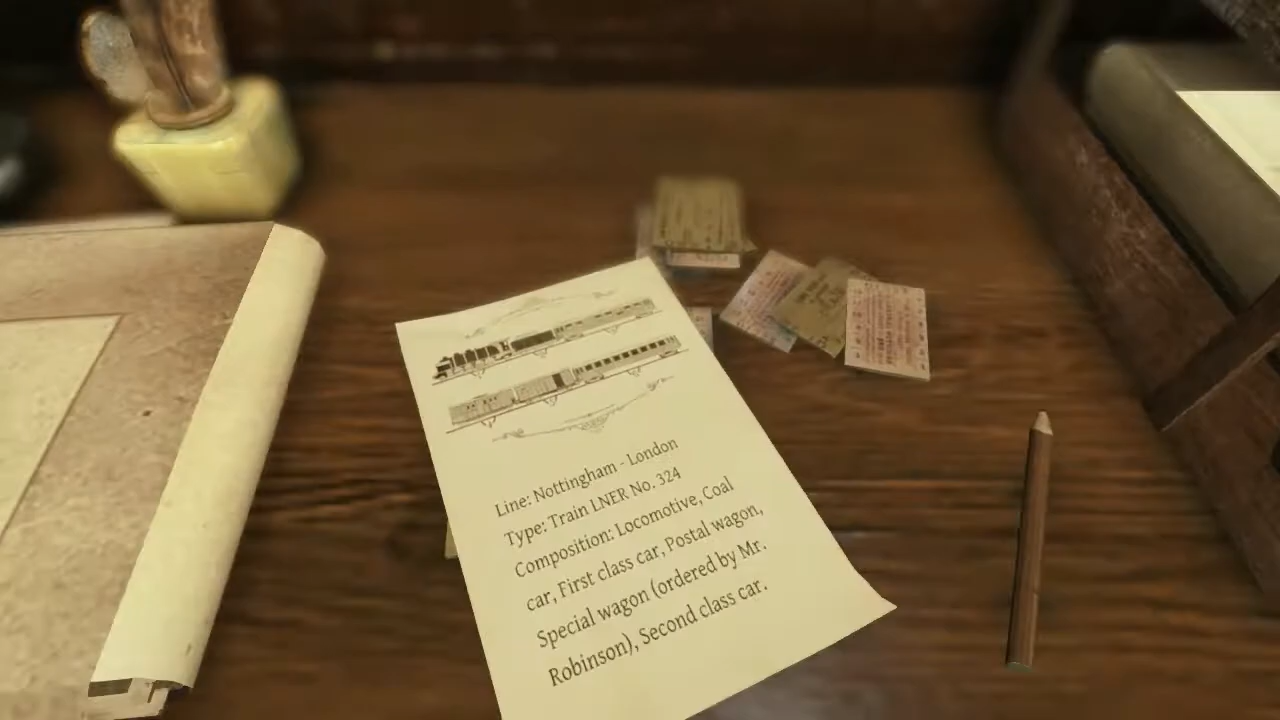 Line: Nottingham - London
Type: Train LNER No. 324
Composition: Locomotive, Coal
car, First class car, Postal wagon,
Special wagon (ordered by Mr.
Robinson), Second class car.